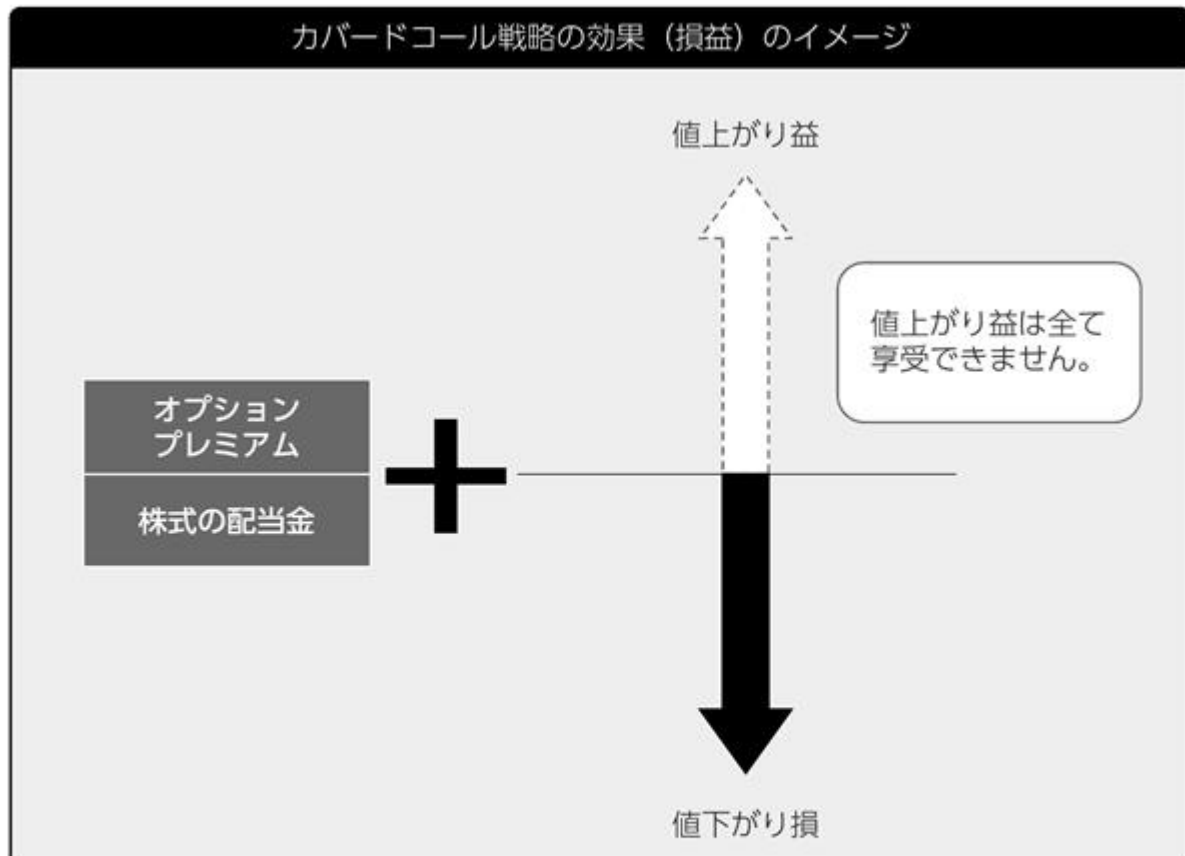 カバードコール戦略の効果（損益）のイメージ
値上がり益
値上がり益は全て
享受できません。
オプション
プレミアム
株式の配当金
値下がり損